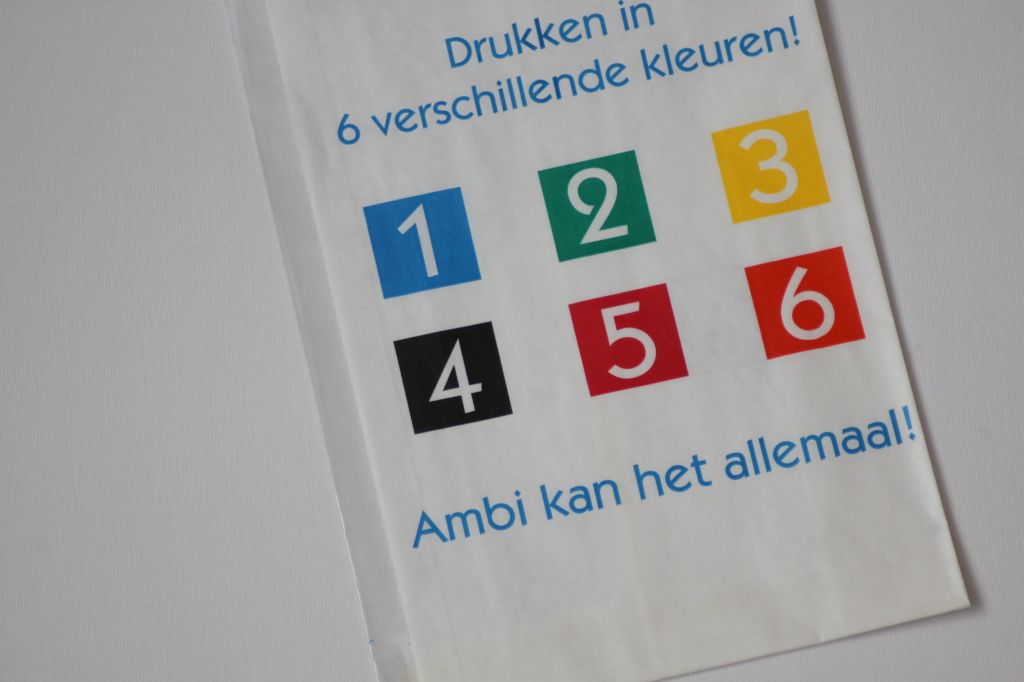 Drukken in
6 verschillende kleuren!
1 2 3
4 5 6
Ambi kan het allemaal!